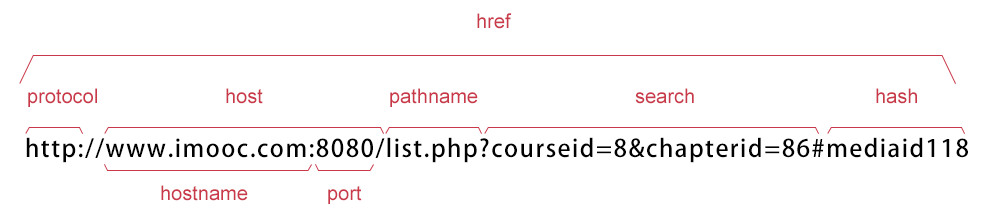 href
protocol host pathname search hash
http://www.imooc.com:8080/list.php?courseid=8&chapterid=86#mediaid118
hostname port